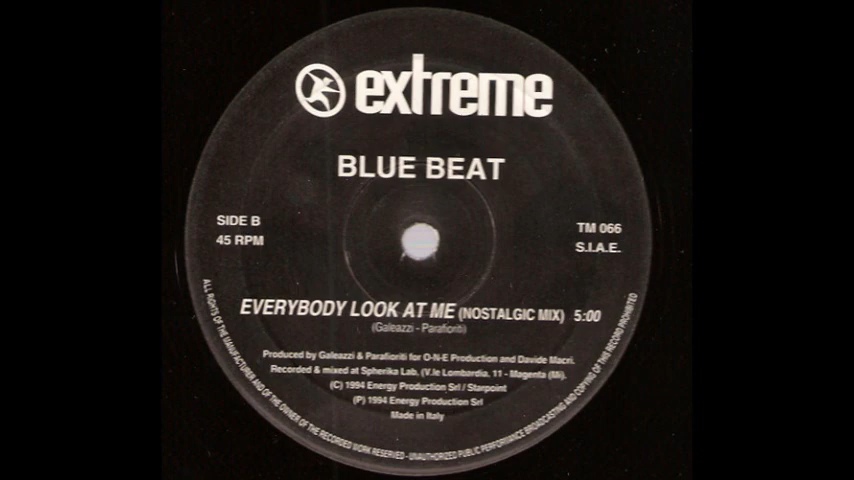 extreme
BLUE BEAT
SIDE B
45 RPM
TM 066
S.I.A.E.
EVERYBODY LOOK AT ME (NOSTALGIC MIX) 5:00
(Galeazzi - Parafioriti)
Produced by Galeazzi & Parafioriti for O-N-E Production and Davide Macrì.
Recorded & mixed at Spherika Lab. (V.le Lombardia, 11 - Magenta (Mi).
(C) 1994 Energy Production Srl / Starpoint
(P) 1994 Energy Production Srl
Made in Italy
ALL RIGHTS OF THE MANUFACTURER AND OF THE OWNER OF THE RECORDED WORK RESERVED - UNAUTHORIZED PUBLIC PERFORMANCE BROADCASTING AND COPYING OF THIS RECORD PROHIBITED